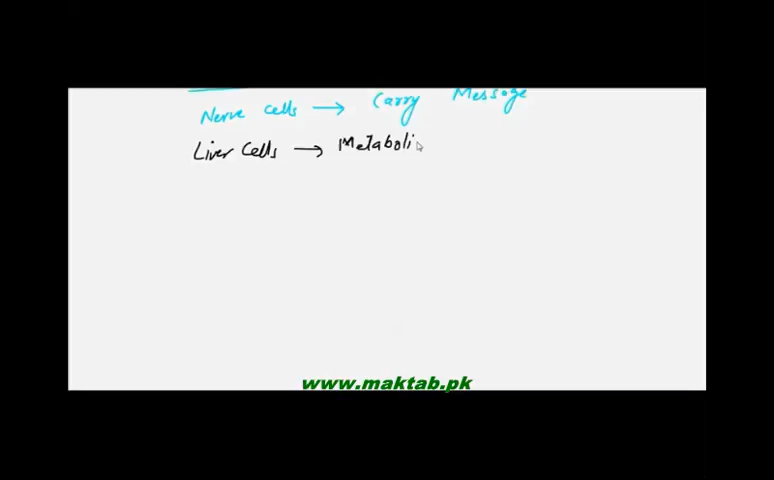 Nerve cells → Carry Message
Liver Cells → Metaboli
www.maktab.pk